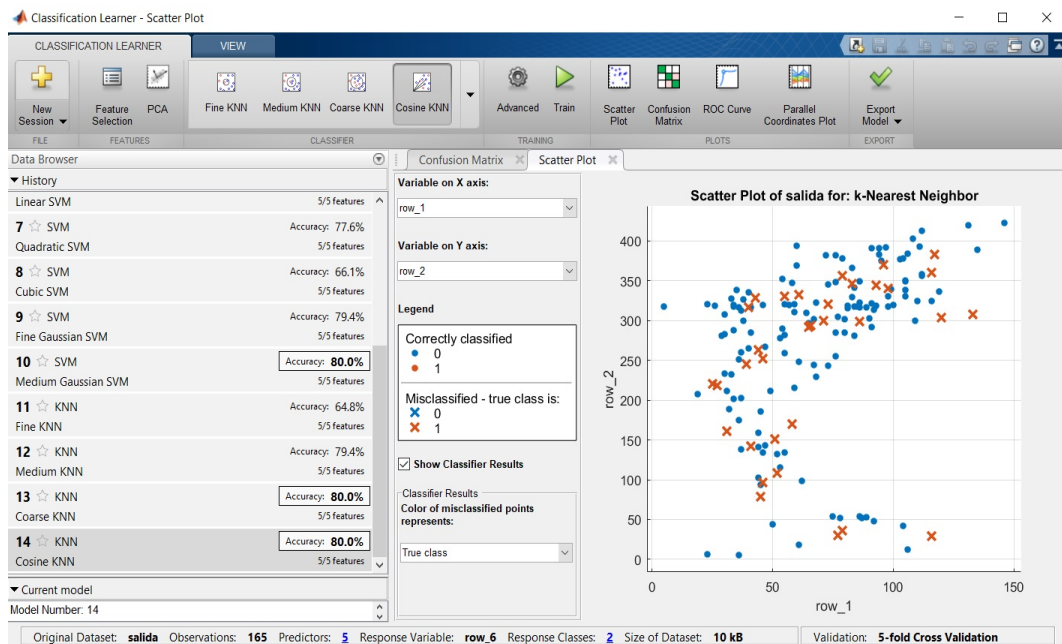 Classification Learner - Scatter Plot
CLASSIFICATION LEARNER VIEW
New Session
Feature Selection
PCA
Fine KNN Medium KNN Coarse KNN Cosine KNN
Advanced Train
Scatter Plot
Confusion Matrix
ROC Curve
Parallel Coordinates Plot
Export Model
FILE FEATURES CLASSIFIER TRAINING PLOTS EXPORT
Data Browser
History
Linear SVM 5/5 features
7 SVM Accuracy: 77.6%
Quadratic SVM 5/5 features
8 SVM Accuracy: 66.1%
Cubic SVM 5/5 features
9 SVM Accuracy: 79.4%
Fine Gaussian SVM 5/5 features
10 SVM Accuracy: 80.0%
Medium Gaussian SVM 5/5 features
11 KNN Accuracy: 64.8%
Fine KNN 5/5 features
12 KNN Accuracy: 79.4%
Medium KNN 5/5 features
13 KNN Accuracy: 80.0%
Coarse KNN 5/5 features
14 KNN Accuracy: 80.0%
Cosine KNN 5/5 features
Current model
Model Number: 14
Confusion Matrix Scatter Plot
Variable on X axis:
row_1
Variable on Y axis:
row_2
Legend
Correctly classified
0
1
Misclassified - true class is:
0
1
Show Classifier Results
Classifier Results
Color of misclassified points
represents:
True class
Scatter Plot of salida for: k-Nearest Neighbor
row_2
400
350
300
250
200
150
100
50
0
0 50 100 150
row_1
Original Dataset: salida Observations: 165 Predictors: 5 Response Variable: row_6 Response Classes: 2 Size of Dataset: 10 kB Validation: 5-fold Cross Validation